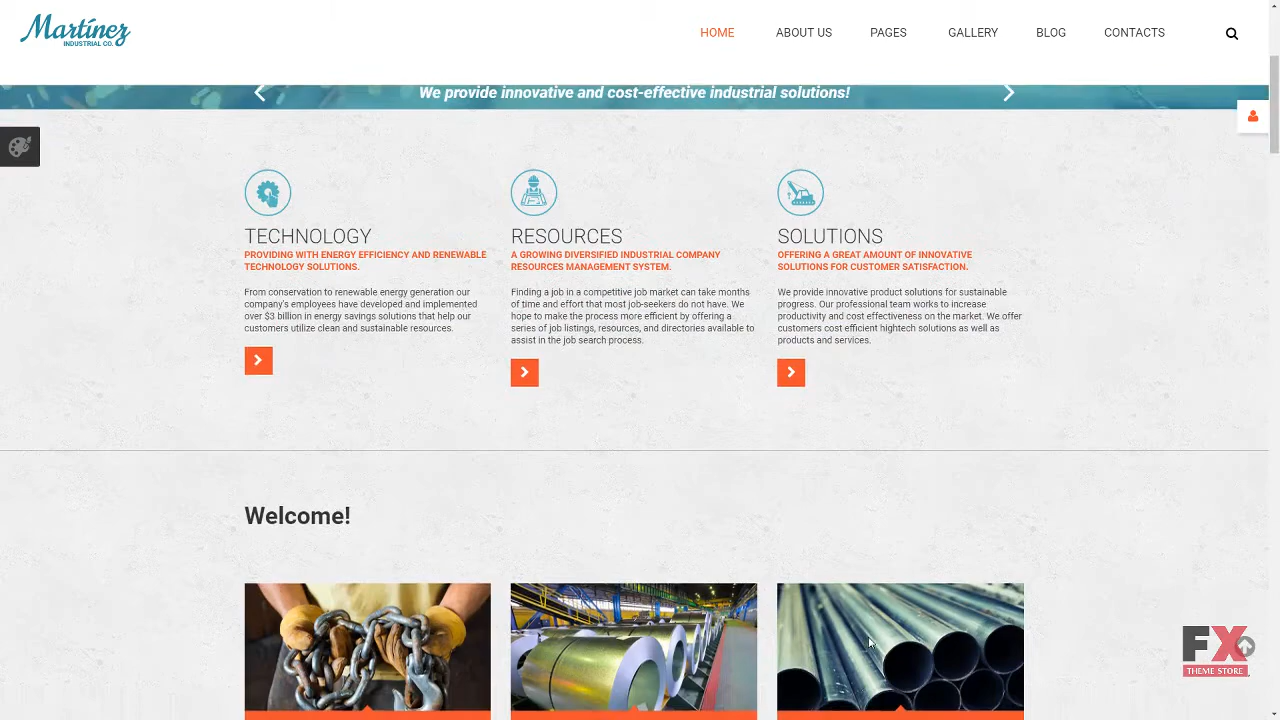 Martínez
INDUSTRIAL CO.
HOME
ABOUT US
PAGES
GALLERY
BLOG
CONTACTS
We provide innovative and cost-effective industrial solutions!
TECHNOLOGY
PROVIDING WITH ENERGY EFFICIENCY AND RENEWABLE
TECHNOLOGY SOLUTIONS.
From conservation to renewable energy generation our
company's employees have developed and implemented
over $3 billion in energy savings solutions that help our
customers utilize clean and sustainable resources.
RESOURCES
A GROWING DIVERSIFIED INDUSTRIAL COMPANY
RESOURCES MANAGEMENT SYSTEM.
Finding a job in a competitive job market can take months
of time and effort that most job-seekers do not have. We
hope to make the process more efficient by offering a
series of job listings, resources, and directories available to
assist in the job search process.
SOLUTIONS
OFFERING A GREAT AMOUNT OF INNOVATIVE
SOLUTIONS FOR CUSTOMER SATISFACTION.
We provide innovative product solutions for sustainable
progress. Our professional team works to increase
productivity and cost effectiveness on the market. We offer
customers cost efficient hightech solutions as well as
products and services.
Welcome!
FX
THEME STORE